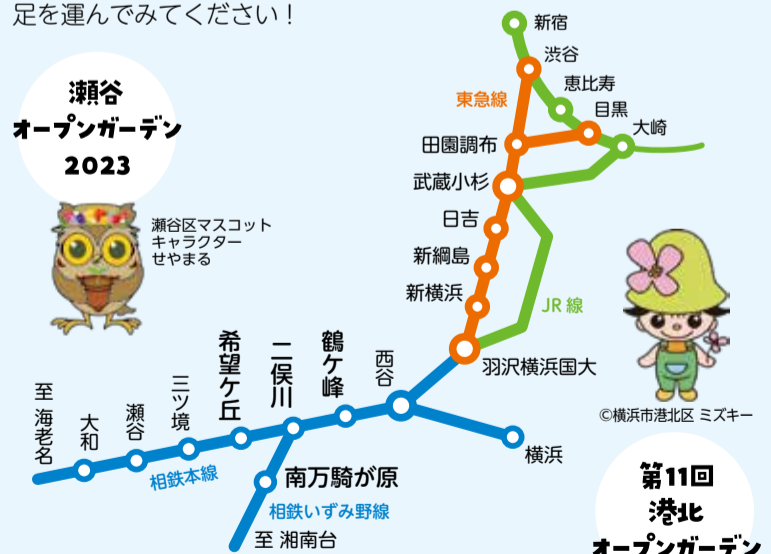 足を運んでみてください！
瀬谷
オープンガーデン
2023
瀬谷区マスコット
キャラクター
せやまる
新宿
渋谷
恵比寿
目黒
大崎
東急線
田園調布
武蔵小杉
日吉
新綱島
新横浜
JR線
羽沢横浜国大
西谷
鶴ケ峰
二俣川
希望ケ丘
三ツ境
瀬谷
大和
至 海老名
相鉄本線
横浜
南万騎が原
相鉄いずみ野線
至 湘南台
©横浜市港北区 ミズキー
第11回
港北
オープンガーデン